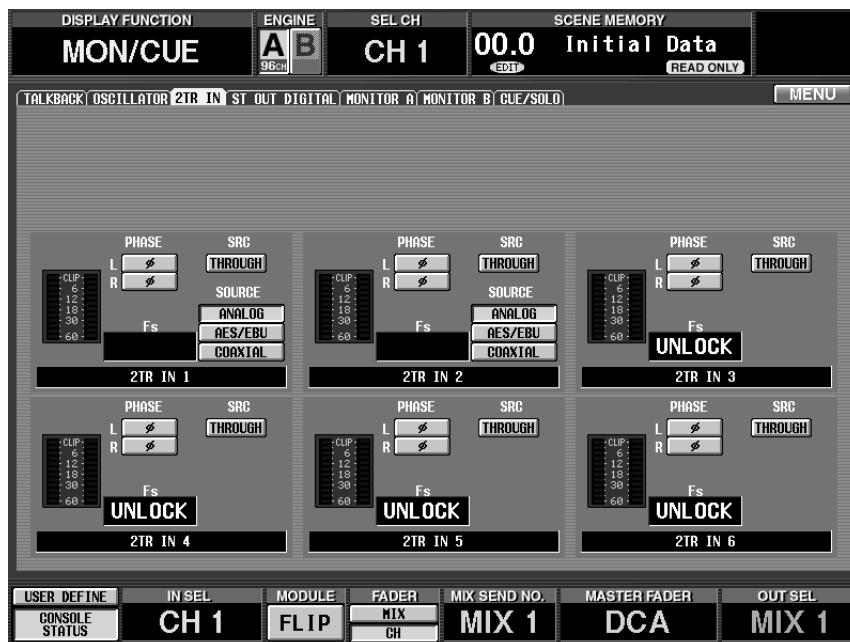 DISPLAY FUNCTION ENGINE SEL CH SCENE MEMORY
MON/CUE A B CH 1 00.0 Initial Data
96CH EDIT READ ONLY
TALKBACK OSCILLATOR 2TR IN ST OUT DIGITAL MONITOR A MONITOR B CUE/SOLO MENU
PHASE SRC PHASE SRC PHASE SRC
L ø THROUGH L ø THROUGH L ø THROUGH
R ø R ø R ø
CLIP CLIP CLIP
6 SOURCE 6 SOURCE 6
12 12 12
18 ANALOG 18 ANALOG 18
30 Fs AES/EBU 30 Fs AES/EBU 30 Fs
60 COAXIAL 60 COAXIAL 60 UNLOCK
2TR IN 1 2TR IN 2 2TR IN 3
PHASE SRC PHASE SRC PHASE SRC
L ø THROUGH L ø THROUGH L ø THROUGH
R ø R ø R ø
CLIP CLIP CLIP
6 6 6
12 12 12
18 18 18
30 Fs 30 Fs 30 Fs
60 UNLOCK 60 UNLOCK 60 UNLOCK
2TR IN 4 2TR IN 5 2TR IN 6
USER DEFINE IN SEL MODULE FADER MIX SEND NO. MASTER FADER OUT SEL
CONSOLE STATUS CH 1 FLIP MIX CH MIX 1 DCA MIX 1